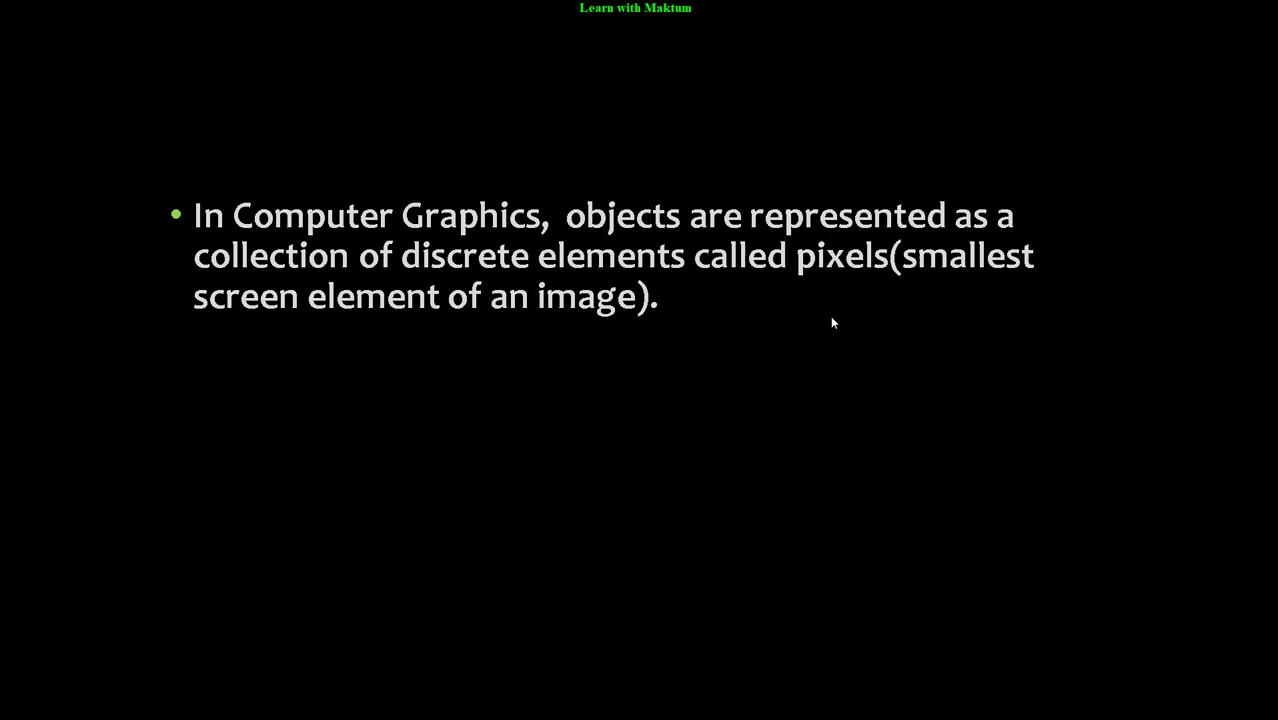 Learn with Maktum
• In Computer Graphics, objects are represented as a
collection of discrete elements called pixels(smallest
screen element of an image).